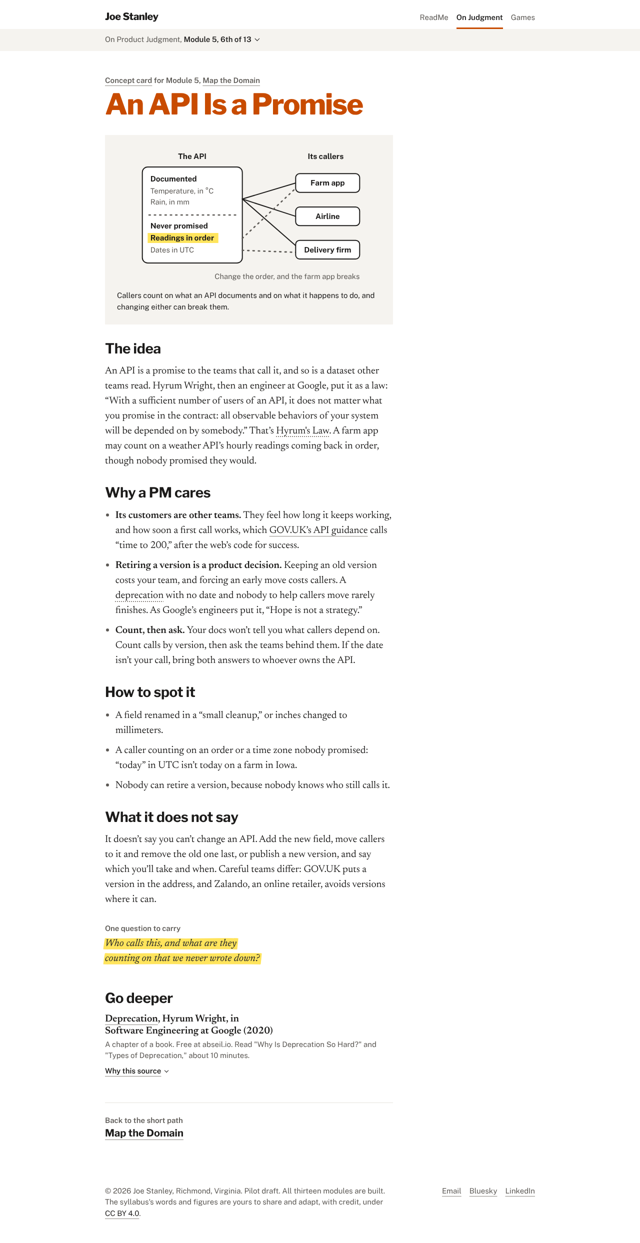 Joe Stanley
ReadMe On Judgment Games
On Product Judgment, Module 5, 6th of 13
Concept card for Module 5, Map the Domain
An API Is a Promise
The API
Its callers
Documented
Temperature, in °C
Rain, in mm
Never promised
Readings in order
Dates in UTC
Farm app
Airline
Delivery firm
Change the order, and the farm app breaks
Callers count on what an API documents and on what it happens to do, and
changing either can break them.
The idea
An API is a promise to the teams that call it, and so is a dataset other
teams read. Hyrum Wright, then an engineer at Google, put it as a law:
“With a sufficient number of users of an API, it does not matter what
you promise in the contract: all observable behaviors of your system
will be depended on by somebody.” That’s Hyrum’s Law. A farm app
may count on a weather API’s hourly readings coming back in order,
though nobody promised they would.
Why a PM cares
• Its customers are other teams. They feel how long it keeps working,
and how soon a first call works, which GOV.UK’s API guidance calls
“time to 200,” after the web’s code for success.
• Retiring a version is a product decision. Keeping an old version
costs your team, and forcing an early move costs callers. A
deprecation with no date and nobody to help callers move rarely
finishes. As Google’s engineers put it, “Hope is not a strategy.”
• Count, then ask. Your docs won’t tell you what callers depend on.
Count calls by version, then ask the teams behind them. If the date
isn’t your call, bring both answers to whoever owns the API.
How to spot it
• A field renamed in a “small cleanup,” or inches changed to
millimeters.
• A caller counting on an order or a time zone nobody promised:
“today” in UTC isn’t today on a farm in Iowa.
• Nobody can retire a version, because nobody knows who still calls it.
What it does not say
It doesn’t say you can’t change an API. Add the new field, move callers
to it and remove the old one last, or publish a new version, and say
which you’ll take and when. Careful teams differ: GOV.UK puts a
version in the address, and Zalando, an online retailer, avoids versions
where it can.
One question to carry
Who calls this, and what are they
counting on that we never wrote down?
Go deeper
Deprecation, Hyrum Wright, in
Software Engineering at Google (2020)
A chapter of a book. Free at abseil.io. Read "Why Is Deprecation So Hard?" and
"Types of Deprecation," about 10 minutes.
Why this source
Back to the short path
Map the Domain
© 2026 Joe Stanley, Richmond, Virginia. Pilot draft. All thirteen modules are built.
The syllabus's words and figures are yours to share and adapt, with credit, under
CC BY 4.0.
Email Bluesky LinkedIn